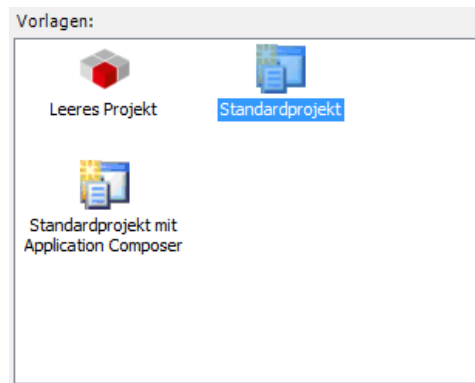 Vorlagen:
Leeres Projekt
Standardprojekt
Standardprojekt mit
Application Composer